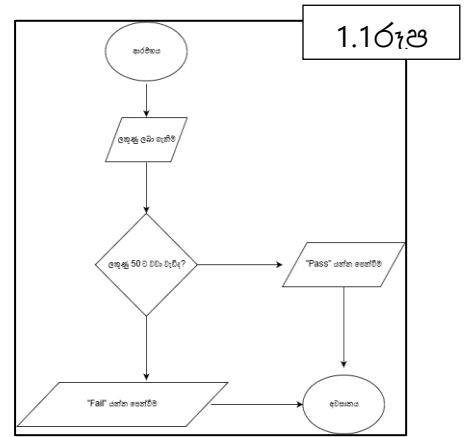 1.1රූප
ආරම්භය
ලකුණු ලබා ගැනීම
ලකුණු 50 ට වඩා වැඩිද?
"Pass" යන්න පෙන්වීම
"Fail" යන්න පෙන්වීම
අවසානය